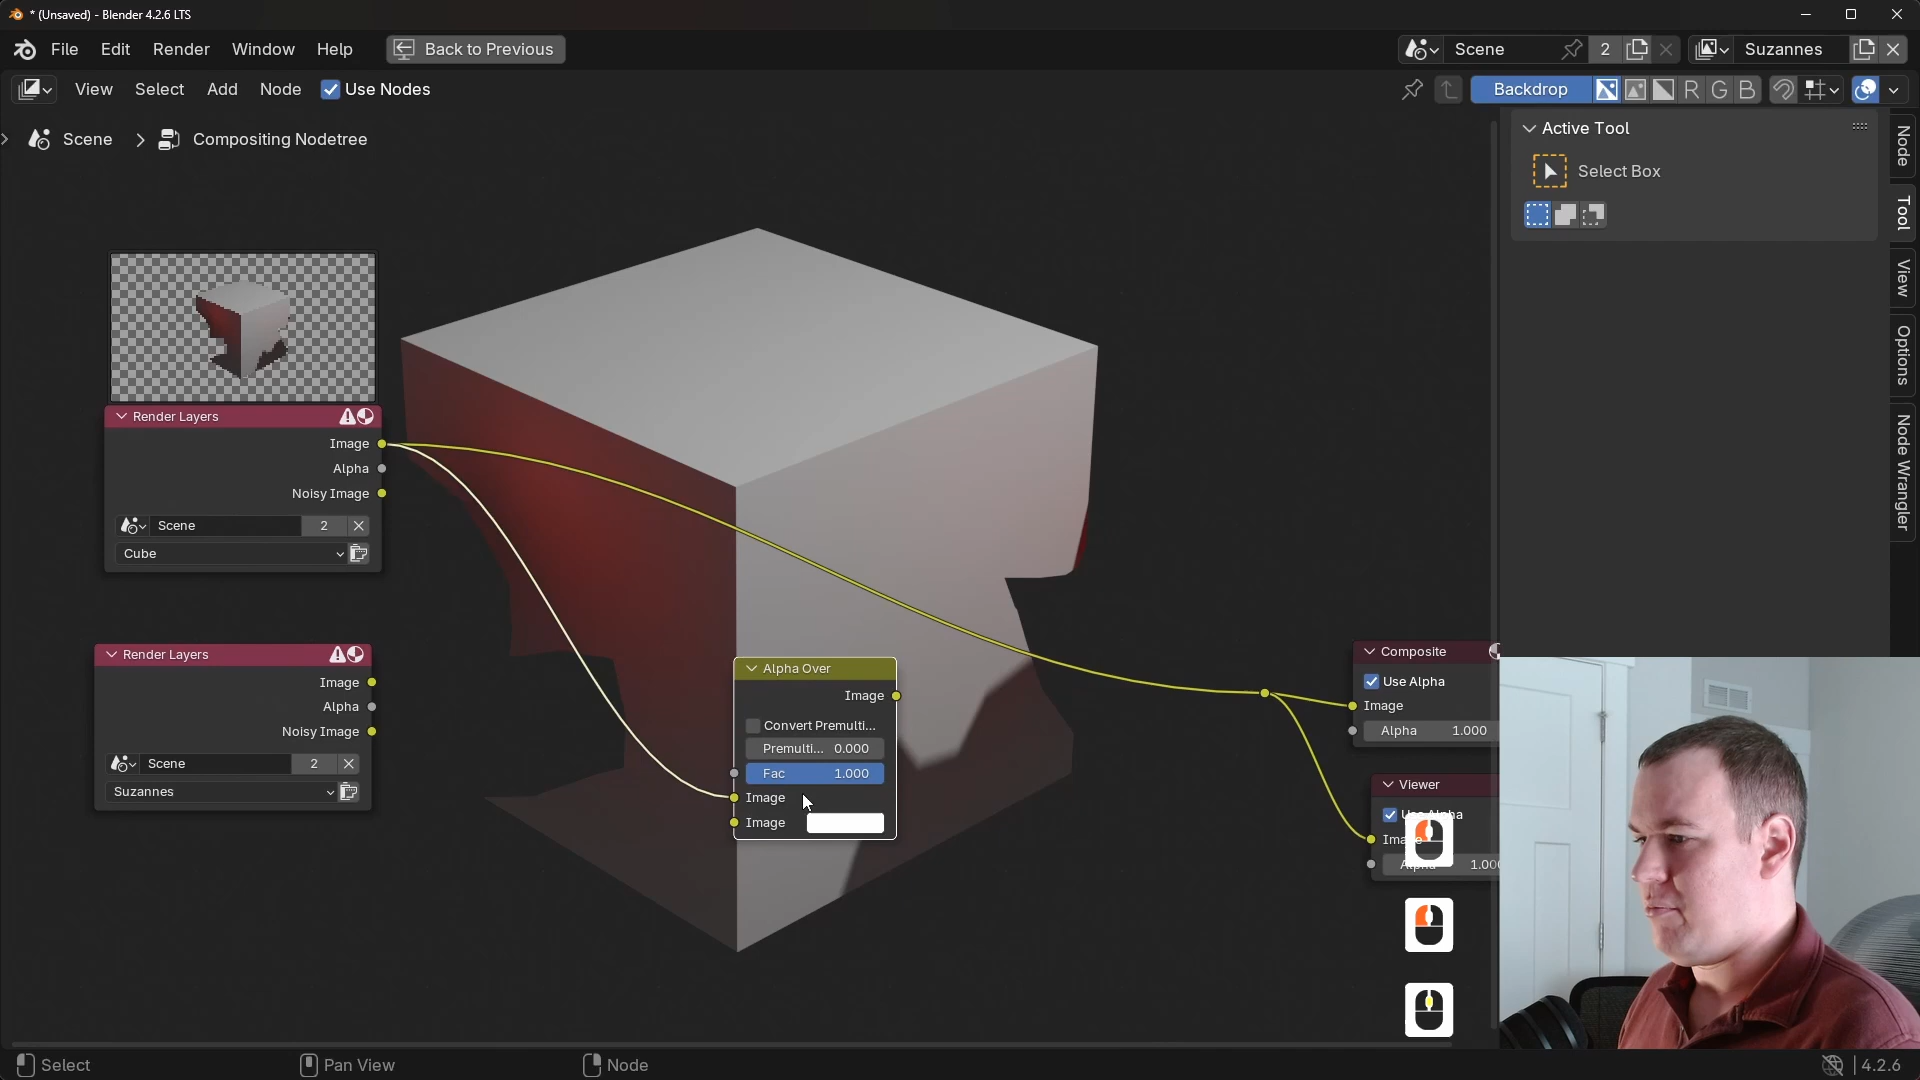 * (Unsaved) - Blender 4.2.6 LTS
File Edit Render Window Help Back to Previous Scene 2 Suzannes
View Select Add Node Use Nodes Backdrop R G B
Scene > Compositing Nodetree
Active Tool
Select Box
Node
Tool
View
Options
Node Wrangler
Render Layers
Image
Alpha
Noisy Image
Scene 2
Cube
Render Layers
Image
Alpha
Noisy Image
Scene 2
Suzannes
Alpha Over
Image
Convert Premulti...
Premulti... 0.000
Fac 1.000
Image
Image
Composite
Use Alpha
Image
Alpha 1.000
Viewer
Select Pan View Node 4.2.6